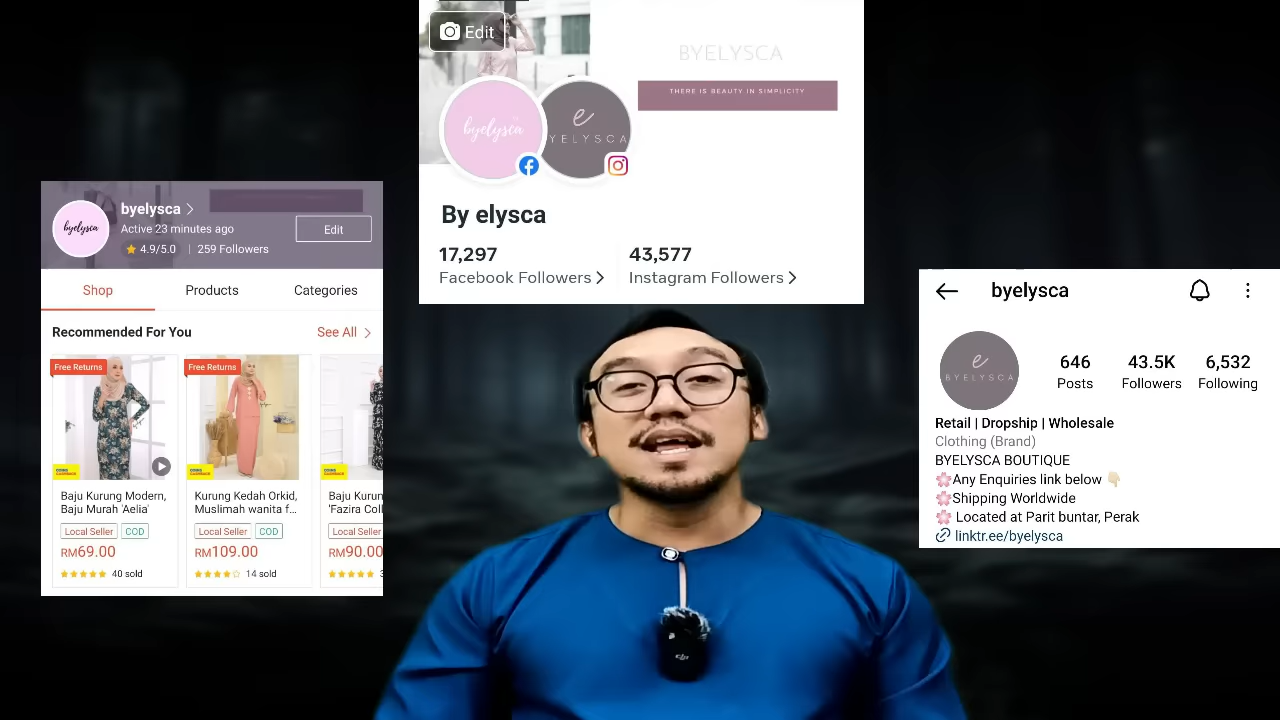 Edit
BYELYSCA
THERE IS BEAUTY IN SIMPLICITY
byelysca
e
YELYSCA
By elysca
17,297
Facebook Followers
43,577
Instagram Followers
byelysca
byelysca
Active 23 minutes ago
4.9/5.0 | 259 Followers
Edit
Shop
Products
Categories
Recommended For You
See All
Free Returns
Baju Kurung Modern,
Baju Murah 'Aelia'
Local Seller
COD
RM69.00
40 sold
Free Returns
Kurung Kedah Orkid,
Muslimah wanita f...
Local Seller
COD
RM109.00
14 sold
Baju Kurun
'Fazira Coll
Local Seller
RM90.00
byelysca
e
BYELYSCA
646
Posts
43.5K
Followers
6,532
Following
Retail | Dropship | Wholesale
Clothing (Brand)
BYELYSCA BOUTIQUE
🌸Any Enquiries link below 👇🏻
🌸Shipping Worldwide
🌸 Located at Parit buntar, Perak
linktr.ee/byelysca
dji